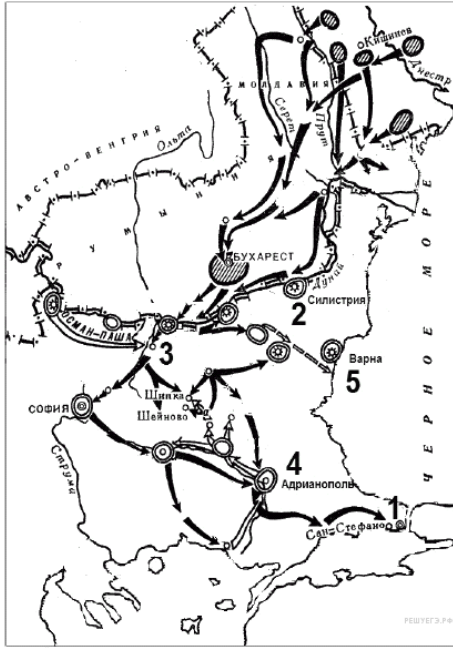 Кишинев
Днестр
МОЛДАВИЯ
Серет
Прут
АВСТРО-ВЕНГРИЯ
Ольта
РУМЫНИЯ
ЧЕРНОЕ МОРЕ
БУХАРЕСТ
Дунай
2
СИЛИСТРИЯ
ОСМАН-ПАША
3
Варна
5
Шипка
Шейново
СОФИЯ
Струма
4
Адрианополь
1
Сан-Стефано
РЕШУЕГЭ.РФ